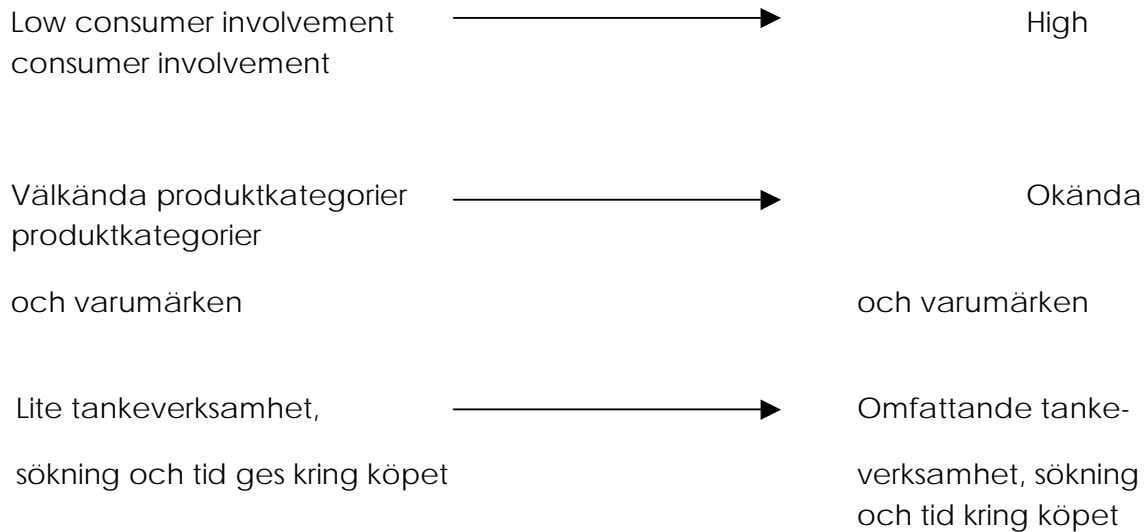 Low consumer involvement High
consumer involvement
Välkända produktkategorier Okända
produktkategorier
och varumärken och varumärken
Lite tankeverksamhet, Omfattande tanke-
sökning och tid ges kring köpet verksamhet, sökning
och tid kring köpet